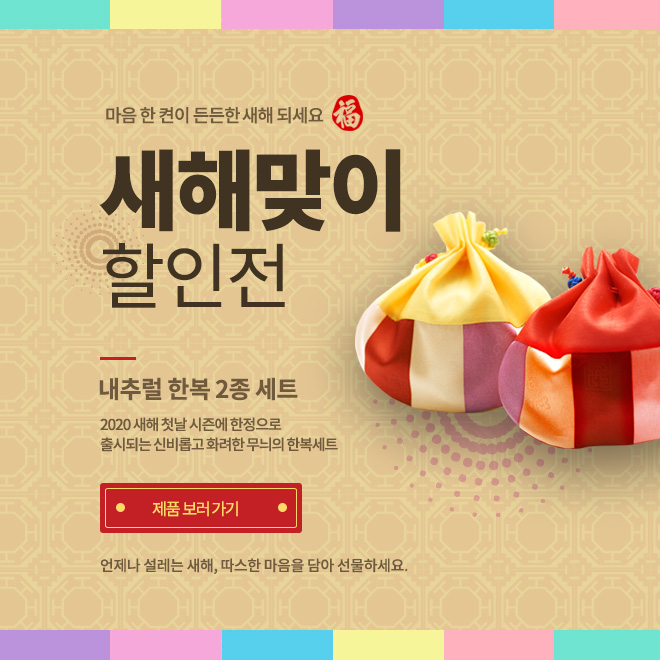 마음 한 켠이 든든한 새해 되세요 福
새해맞이
할인전
내추럴 한복 2종 세트
2020 새해 첫날 시즌에 한정으로
출시되는 신비롭고 화려한 무늬의 한복세트
제품 보러 가기
언제나 설레는 새해, 따스한 마음을 담아 선물하세요.